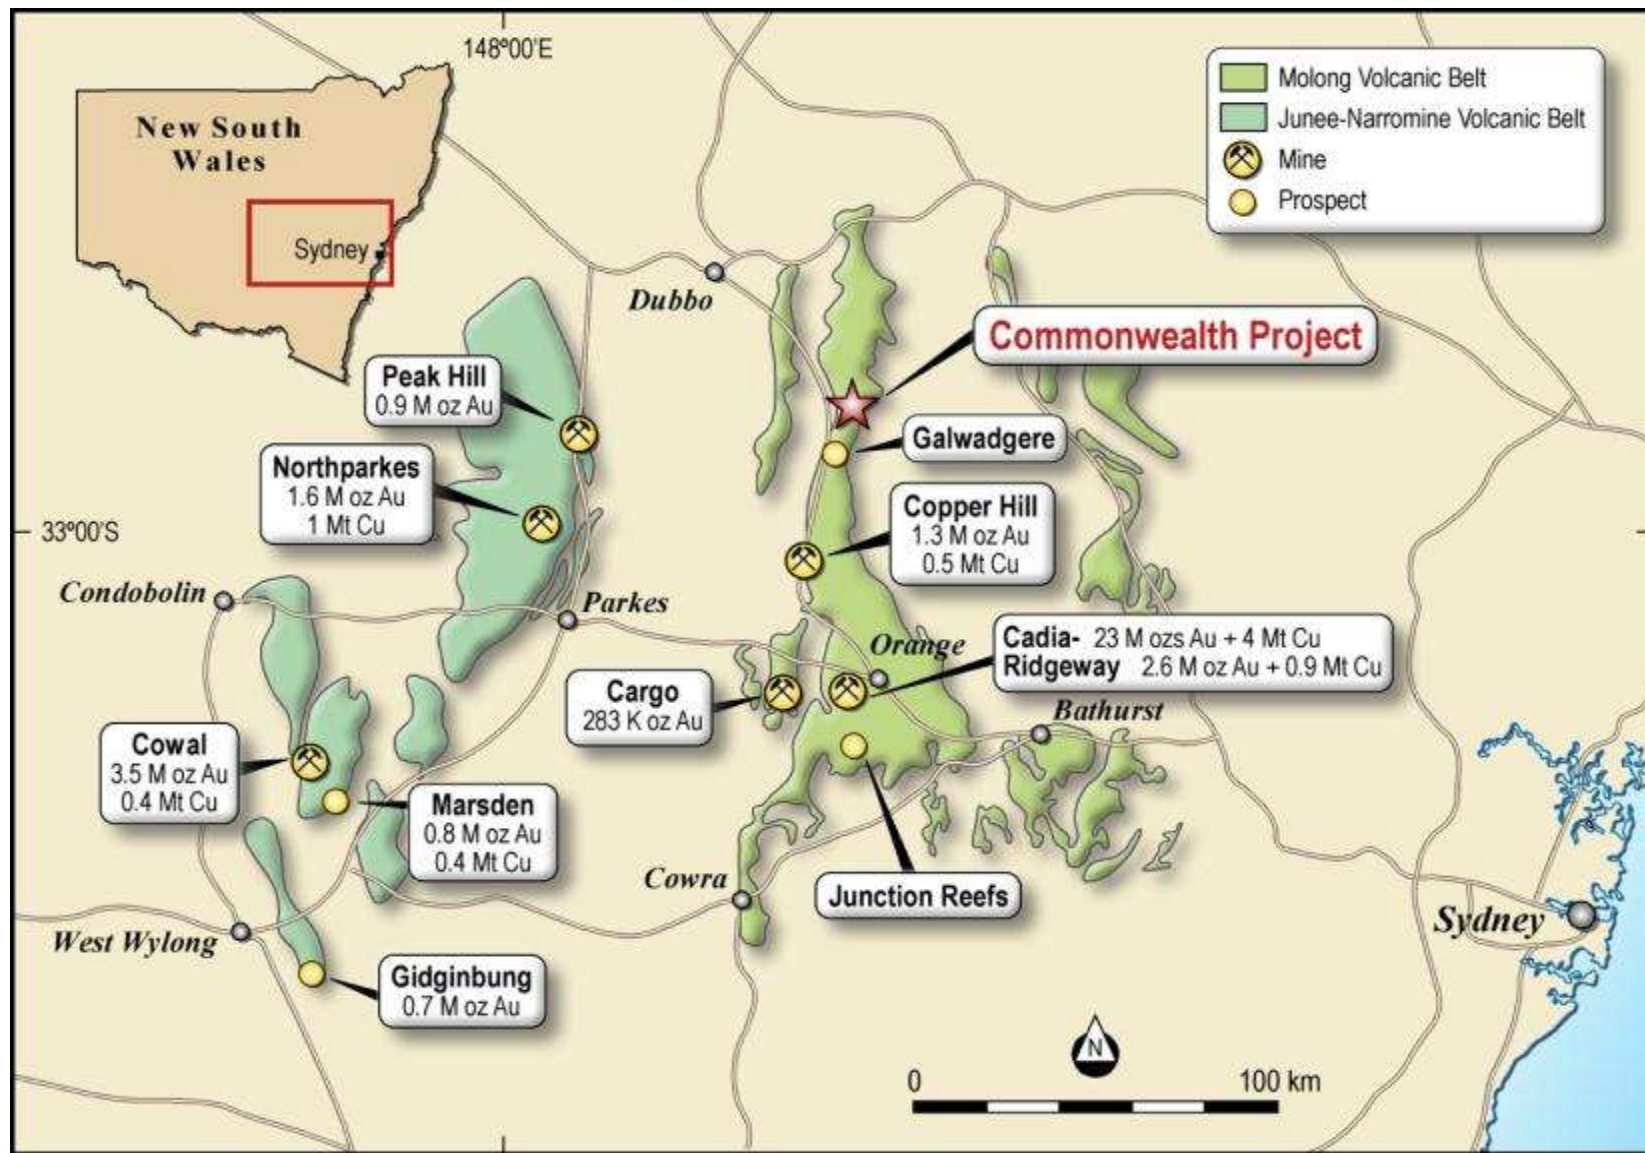 148º00'E
New South
Wales
Sydney
Molong Volcanic Belt
Junee-Narromine Volcanic Belt
Mine
Prospect
Dubbo
Commonwealth Project
Peak Hill
0.9 M oz Au
Galwadgere
Northparkes
1.6 M oz Au
1 Mt Cu
Copper Hill
1.3 M oz Au
0.5 Mt Cu
33º00'S
Condobolin
Parkes
Orange
Cadia- 23 M ozs Au + 4 Mt Cu
Ridgeway 2.6 M oz Au + 0.9 Mt Cu
Cargo
283 K oz Au
Bathurst
Cowal
3.5 M oz Au
0.4 Mt Cu
Marsden
0.8 M oz Au
0.4 Mt Cu
Cowra
Junction Reefs
Sydney
West Wylong
Gidginbung
0.7 M oz Au
N
0 100 km